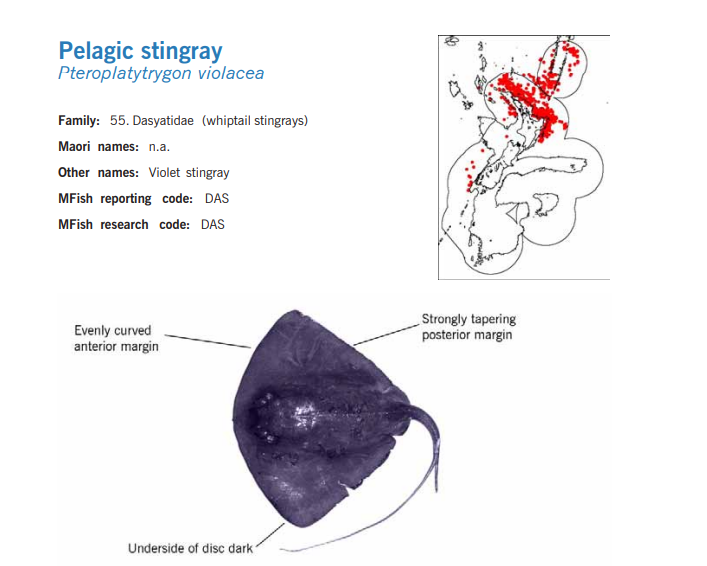 Pelagic stingray
Pteroplatytrygon violacea
Family: 55. Dasyatidae (whiptail stingrays)
Maori names: n.a.
Other names: Violet stingray
MFish reporting code: DAS
MFish research code: DAS
Evenly curved
anterior margin
Strongly tapering
posterior margin
Underside of disc dark